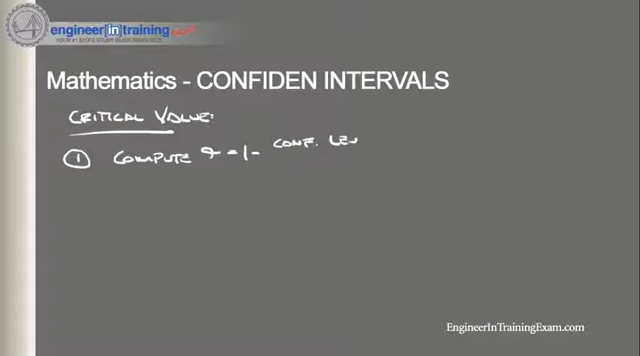 engineer[in]training
Mathematics - CONFIDEN INTERVALS
CRITICAL VALUE:
1 COMPUTE α = 1 - CONF. LEV
EngineerInTrainingExam.com